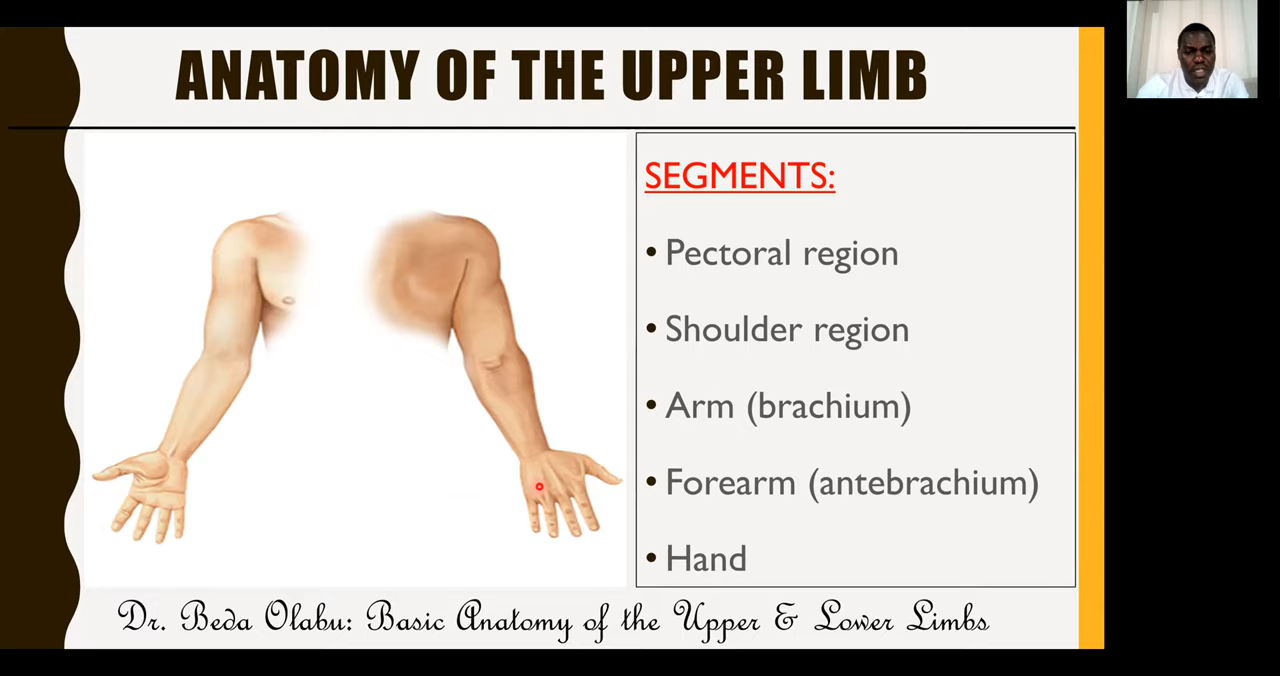 ANATOMY OF THE UPPER LIMB
SEGMENTS:
• Pectoral region
• Shoulder region
• Arm (brachium)
• Forearm (antebrachium)
• Hand
Dr. Beda Olabu: Basic Anatomy of the Upper & Lower Limbs